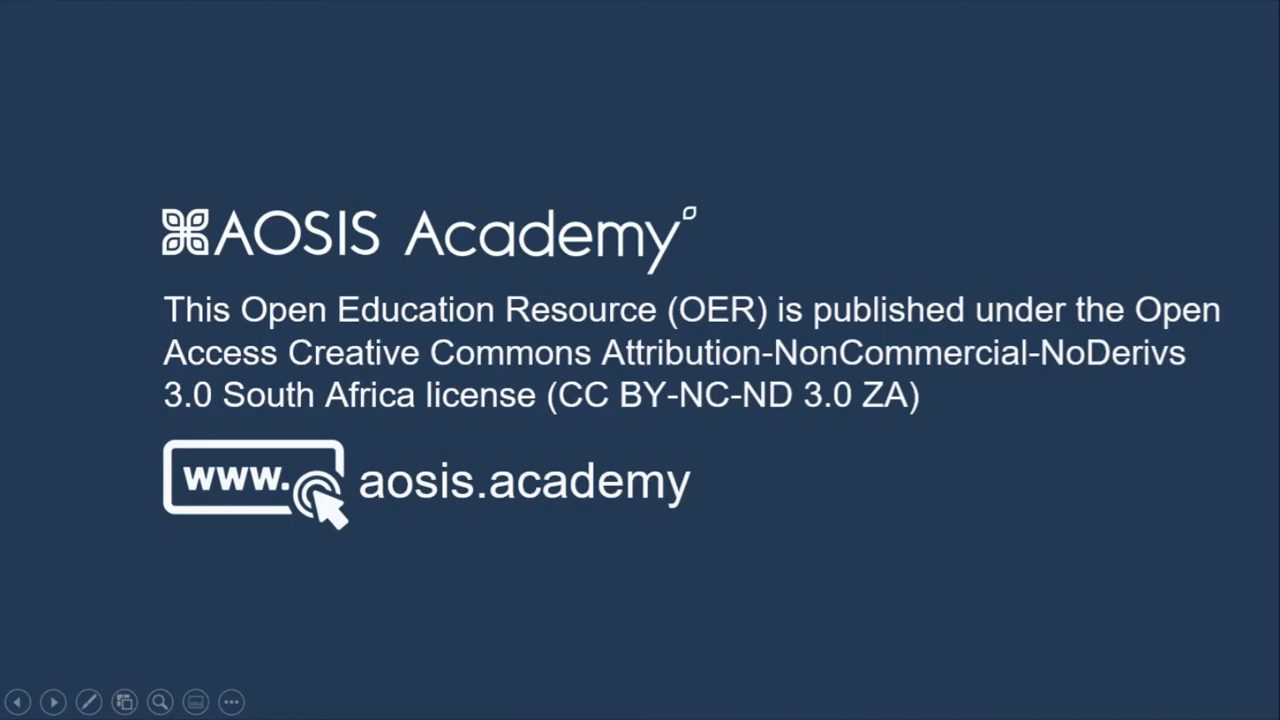 AOSIS Academy
This Open Education Resource (OER) is published under the Open
Access Creative Commons Attribution-NonCommercial-NoDerivs
3.0 South Africa license (CC BY-NC-ND 3.0 ZA)
www. aosis.academy